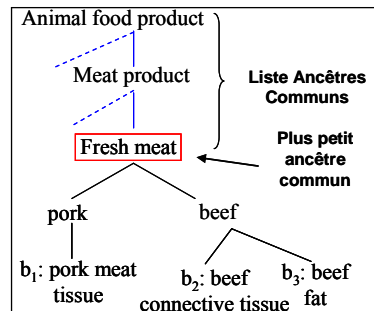 Animal food product
Meat product
Liste Ancêtres
Communs
Fresh meat
Plus petit
ancêtre
commun
pork
beef
b₁: pork meat
tissue
b₂: beef
connective tissue
b₃: beef
fat